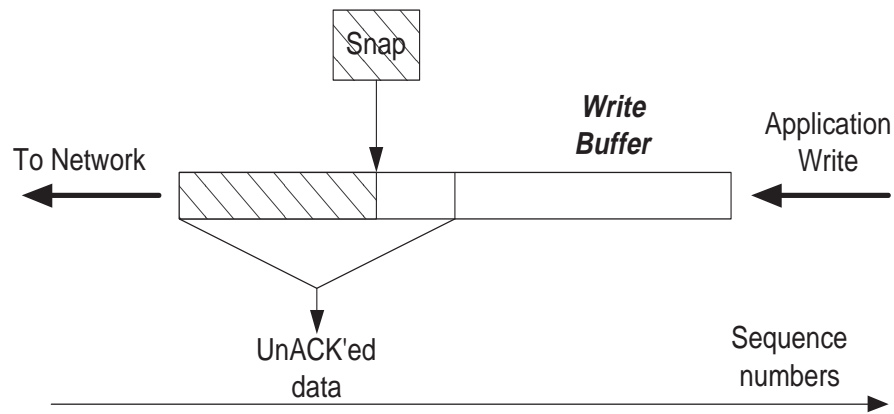 Snap
Write
Buffer
Application
Write
To Network
UnACK'ed
data
Sequence
numbers